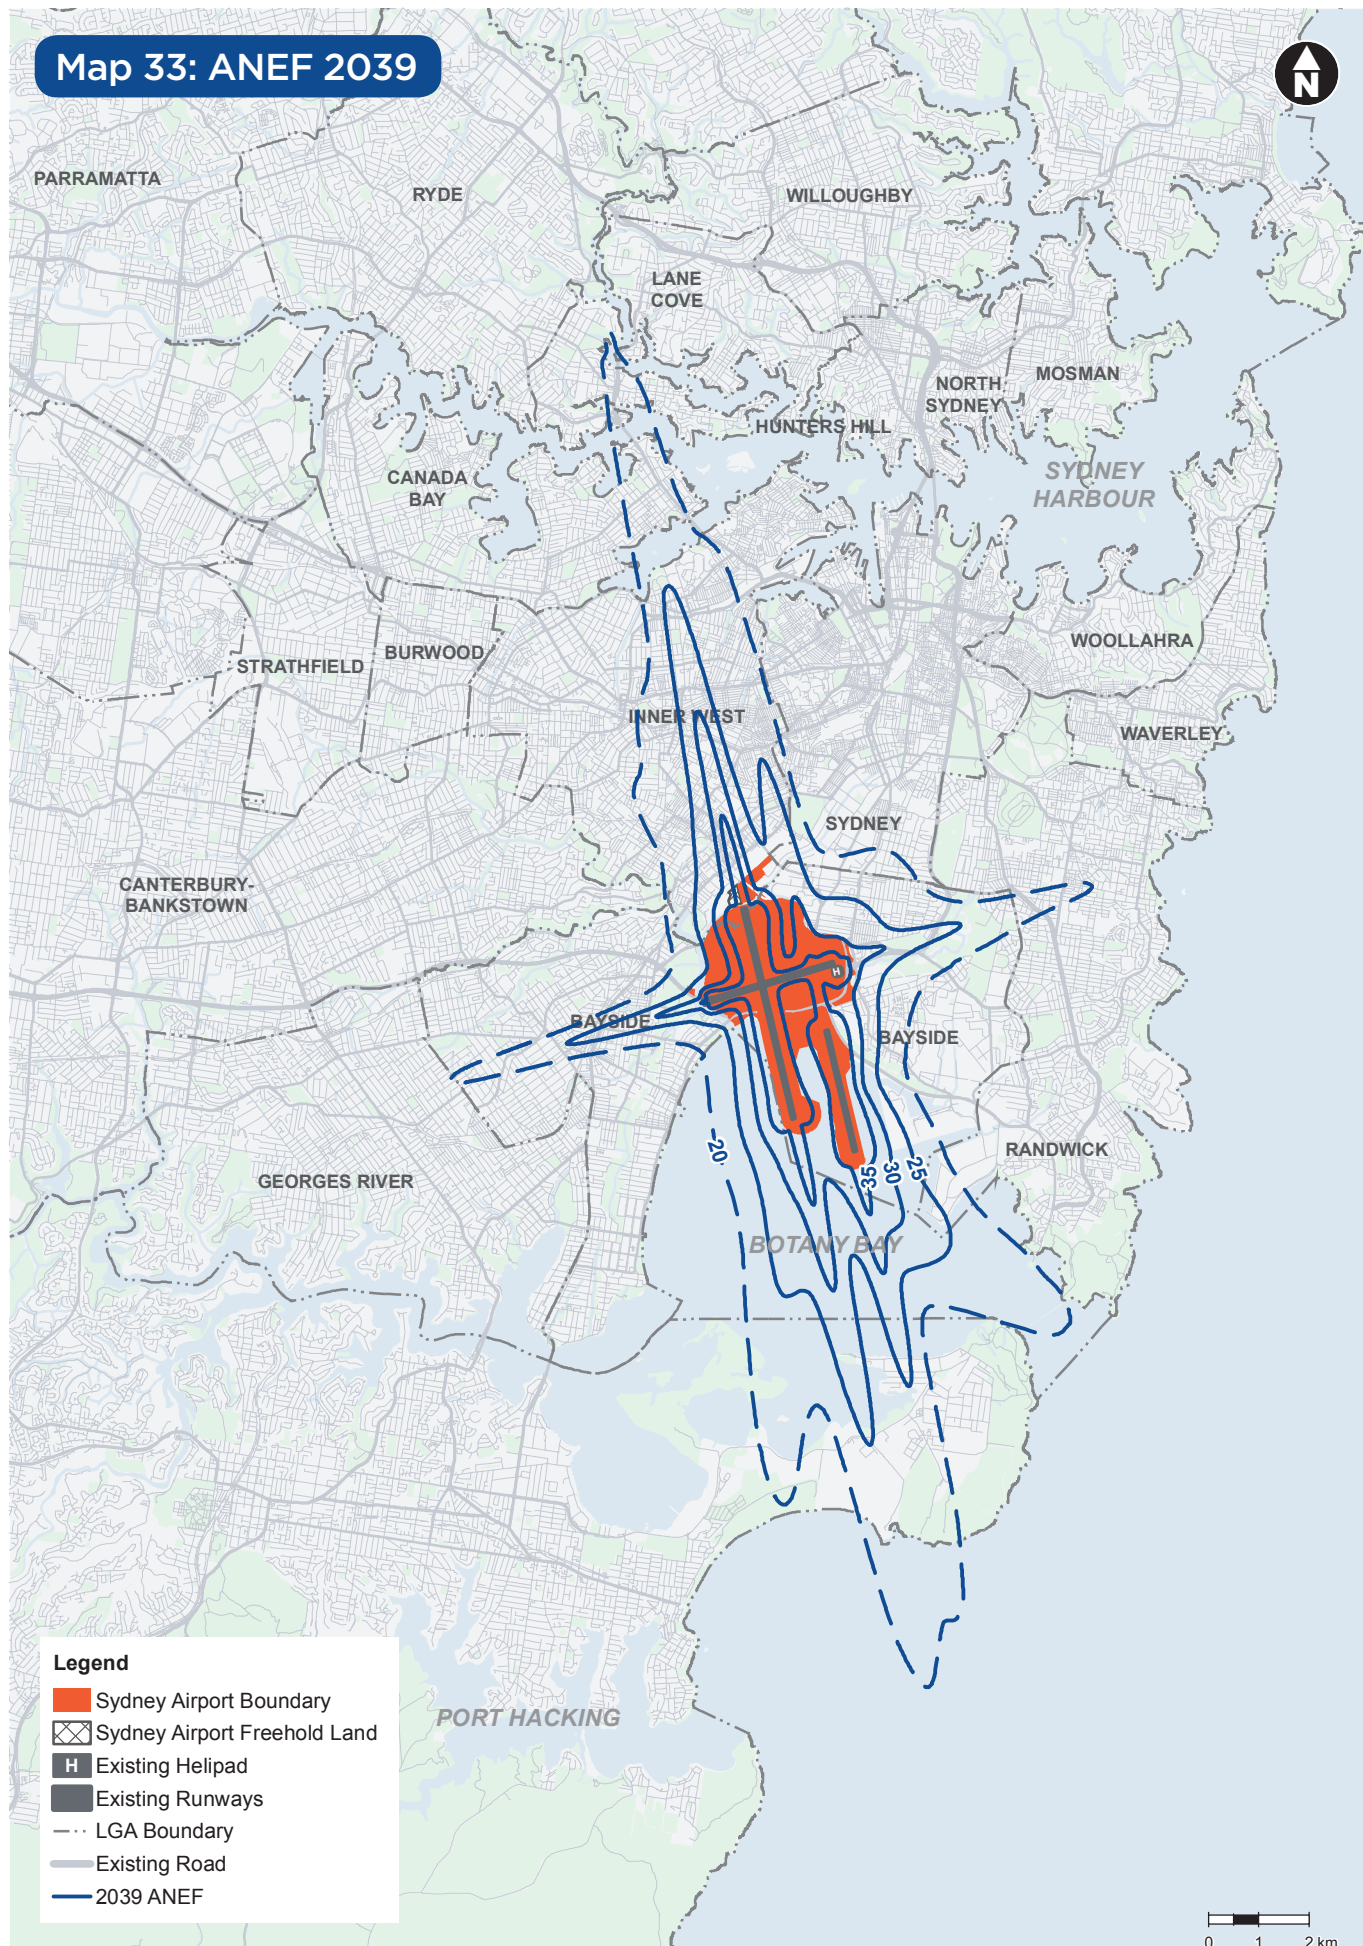 Map 33: ANEF 2039
N
PARRAMATTA
RYDE
WILLOUGHBY
LANE
COVE
MOSMAN
NORTH
SYDNEY
HUNTERS HILL
SYDNEY
HARBOUR
CANADA
BAY
WOOLLAHRA
BURWOOD
STRATHFIELD
INNER WEST
WAVERLEY
SYDNEY
CANTERBURY-
BANKSTOWN
H
BAYSIDE
BAYSIDE
20
35
30
25
RANDWICK
GEORGES RIVER
BOTANY BAY
PORT HACKING
Legend
Sydney Airport Boundary
Sydney Airport Freehold Land
H Existing Helipad
Existing Runways
LGA Boundary
Existing Road
2039 ANEF
0 1 2 km